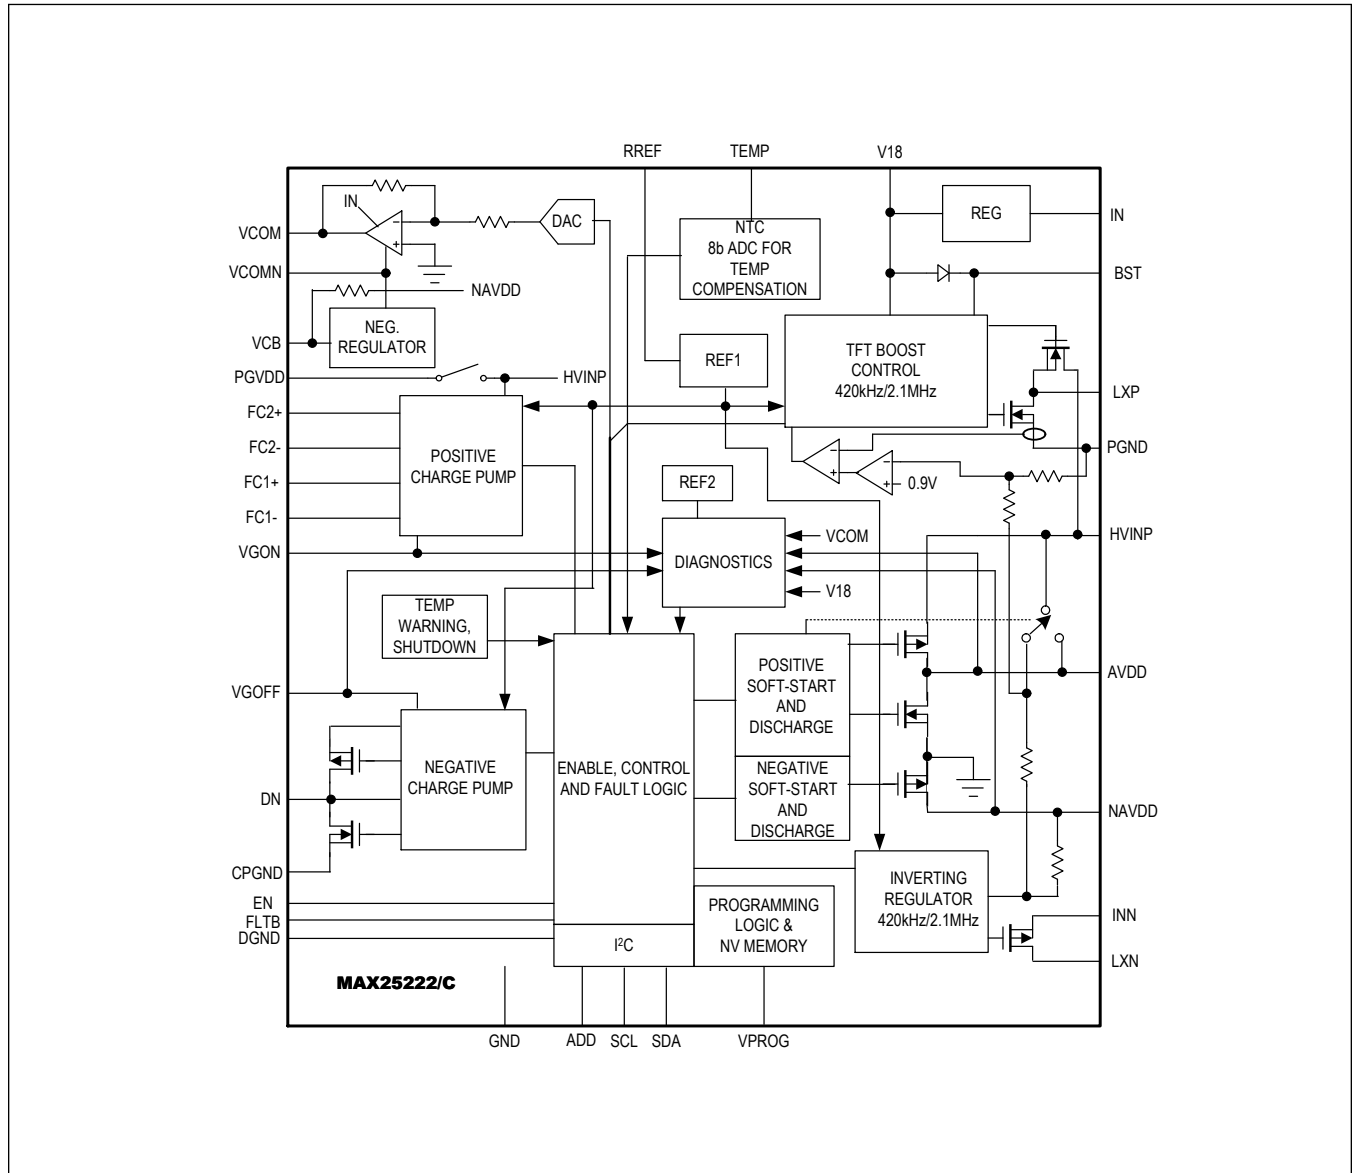 RREF
TEMP
V18
IN
DAC
NTC
8b ADC FOR
TEMP
COMPENSATION
REG
IN
VCOM
VCOMN
NAVDD
BST
NEG.
REGULATOR
VCB
REF1
TFT BOOST
CONTROL
420kHz/2.1MHz
PGVDD
HVINP
LXP
FC2+
FC2-
FC1+
FC1-
POSITIVE
CHARGE PUMP
PGND
REF2
0.9V
VGON
DIAGNOSTICS
VCOM
V18
HVINP
TEMP
WARNING,
SHUTDOWN
POSITIVE
SOFT-START
AND
DISCHARGE
AVDD
VGOFF
NEGATIVE
CHARGE PUMP
ENABLE, CONTROL
AND FAULT LOGIC
NEGATIVE
SOFT-START
AND
DISCHARGE
DN
NAVDD
CPGND
EN
FLTB
DGND
I²C
PROGRAMMING
LOGIC &
NV MEMORY
INVERTING
REGULATOR
420kHz/2.1MHz
INN
LXN
MAX25222/C
GND
ADD
SCL
SDA
VPROG